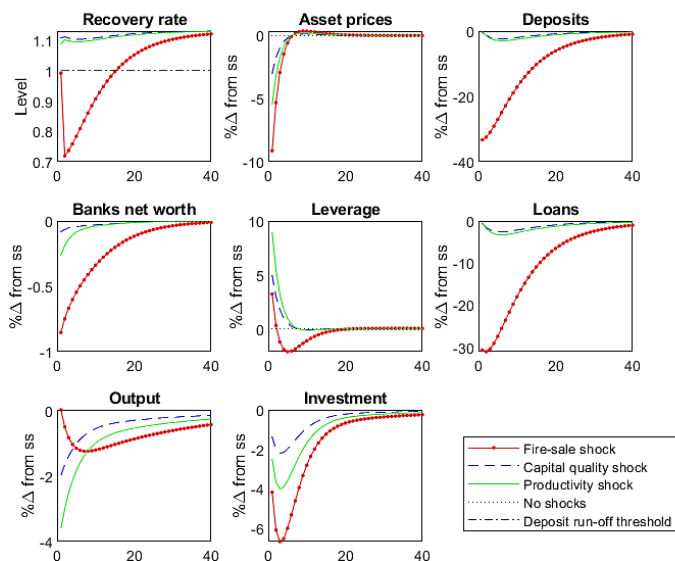 Recovery rate
Level
1.1
1
0.9
0.8
0.7
0
20
40
Asset prices
%Δ from ss
0
-5
-10
0
20
40
Deposits
%Δ from ss
0
-20
-40
0
20
40
Banks net worth
%Δ from ss
0
-0.5
-1
0
20
40
Leverage
%Δ from ss
10
5
0
0
20
40
Loans
%Δ from ss
0
-10
-20
-30
0
20
40
Output
%Δ from ss
0
-2
-4
0
20
40
Investment
%Δ from ss
0
-2
-4
-6
0
20
40
Fire-sale shock
Capital quality shock
Productivity shock
No shocks
Deposit run-off threshold